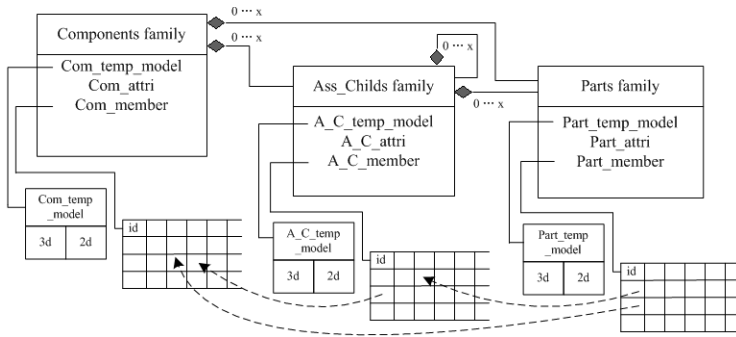 0 ··· x
Components family
0 ··· x
0 ··· x
Com_temp_model
Com_attri
Com_member
Ass_Childs family
0 ··· x
Parts family
A_C_temp_model
A_C_attri
A_C_member
Part_temp_model
Part_attri
Part_member
Com_temp
_model
3d
2d
id
A_C_temp
_model
3d
2d
id
Part_temp
_model
3d
2d
id